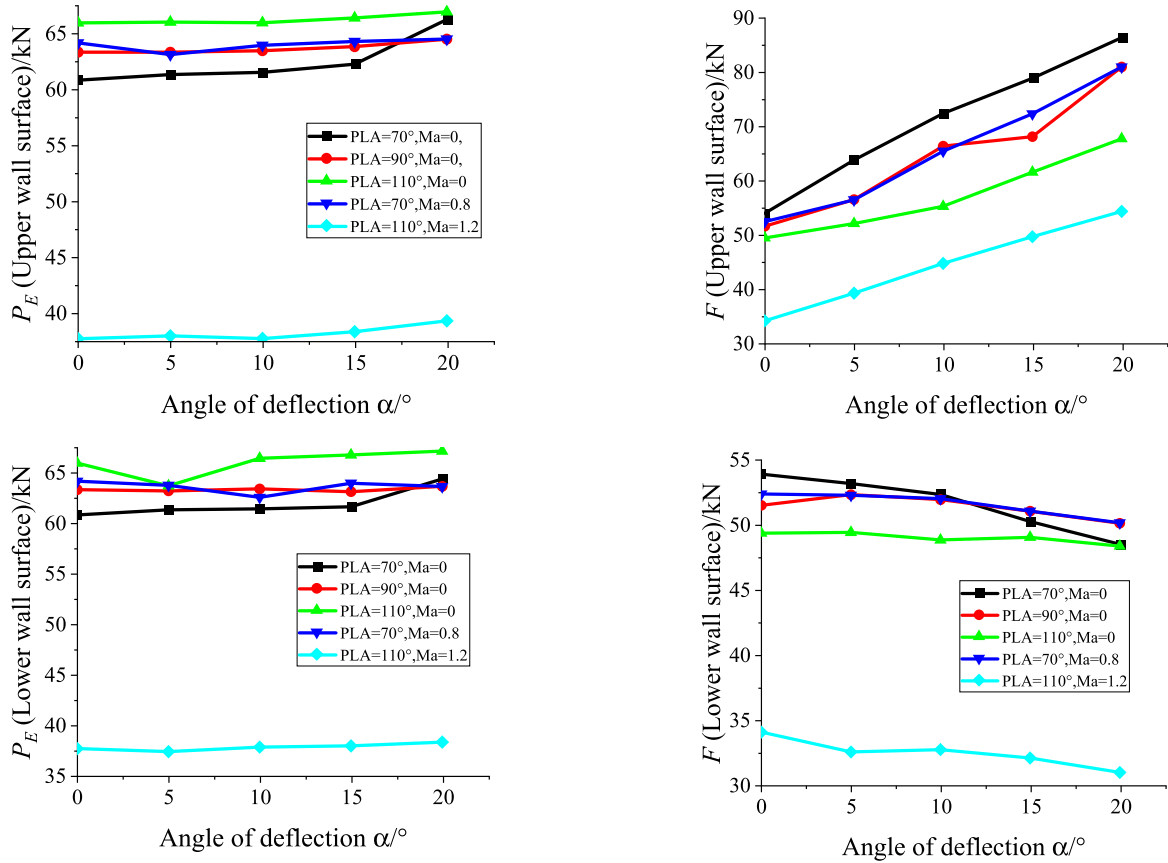 P_E (Upper wall surface)/kN
65
60
55
50
45
40
PLA=70°,Ma=0,
PLA=90°,Ma=0,
PLA=110°,Ma=0
PLA=70°,Ma=0.8
PLA=110°,Ma=1.2
0 5 10 15 20
Angle of deflection α/°
F (Upper wall surface)/kN
90
80
70
60
50
40
30
0 5 10 15 20
Angle of deflection α/°
P_E (Lower wall surface)/kN
65
60
55
50
45
40
35
PLA=70°,Ma=0
PLA=90°,Ma=0
PLA=110°,Ma=0
PLA=70°,Ma=0.8
PLA=110°,Ma=1.2
0 5 10 15 20
Angle of deflection α/°
F (Lower wall surface)/kN
55
50
45
40
35
30
PLA=70°,Ma=0
PLA=90°,Ma=0
PLA=110°,Ma=0
PLA=70°,Ma=0.8
PLA=110°,Ma=1.2
0 5 10 15 20
Angle of deflection α/°